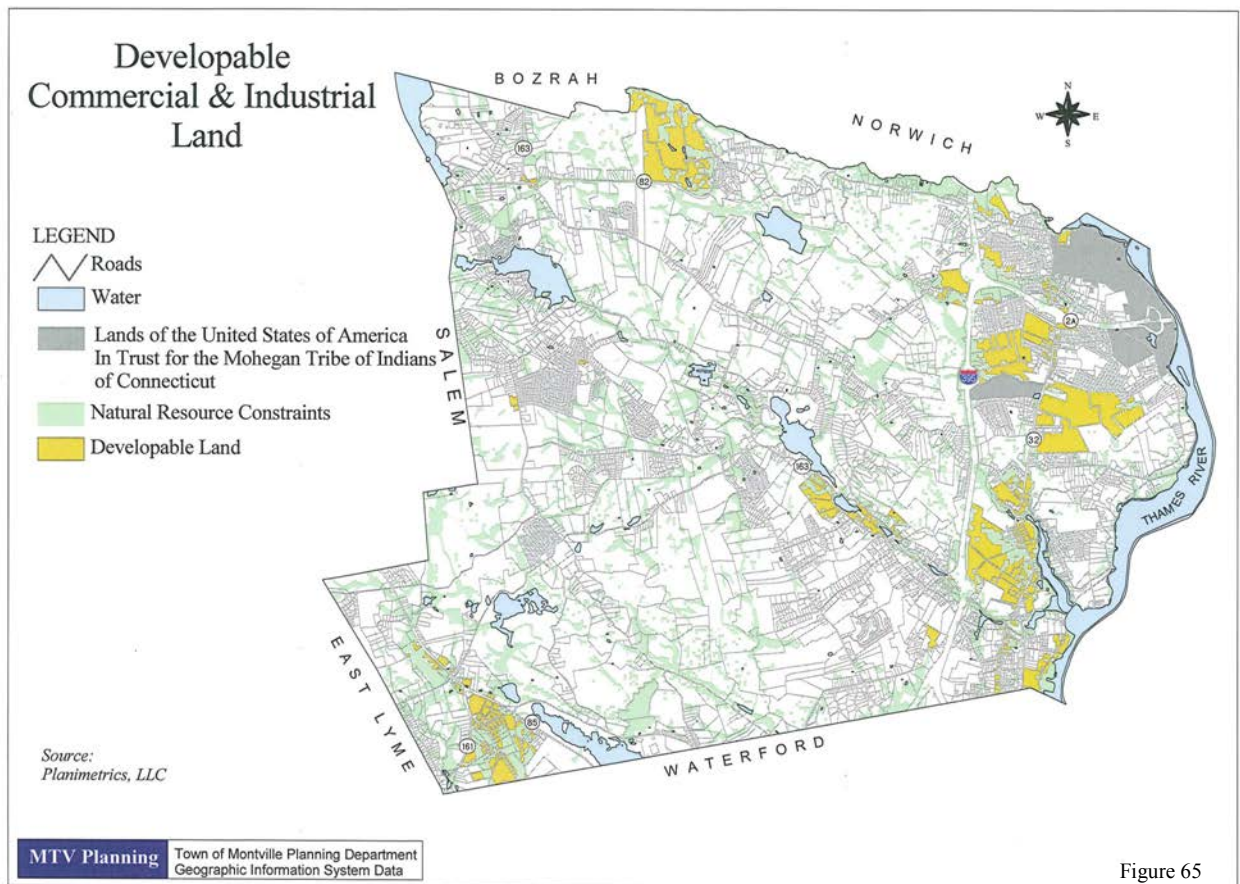 Developable
Commercial & Industrial
Land
BOZRAH
NORWICH
N
W E
S
163
82
LEGEND
Roads
Water
Lands of the United States of America
In Trust for the Mohegan Tribe of Indians
of Connecticut
Natural Resource Constraints
Developable Land
SALEM
2A
395
32
163
THAMES RIVER
EAST LYME
85
161
WATERFORD
Source:
Planimetrics, LLC
MTV Planning
Town of Montville Planning Department
Geographic Information System Data
Figure 65